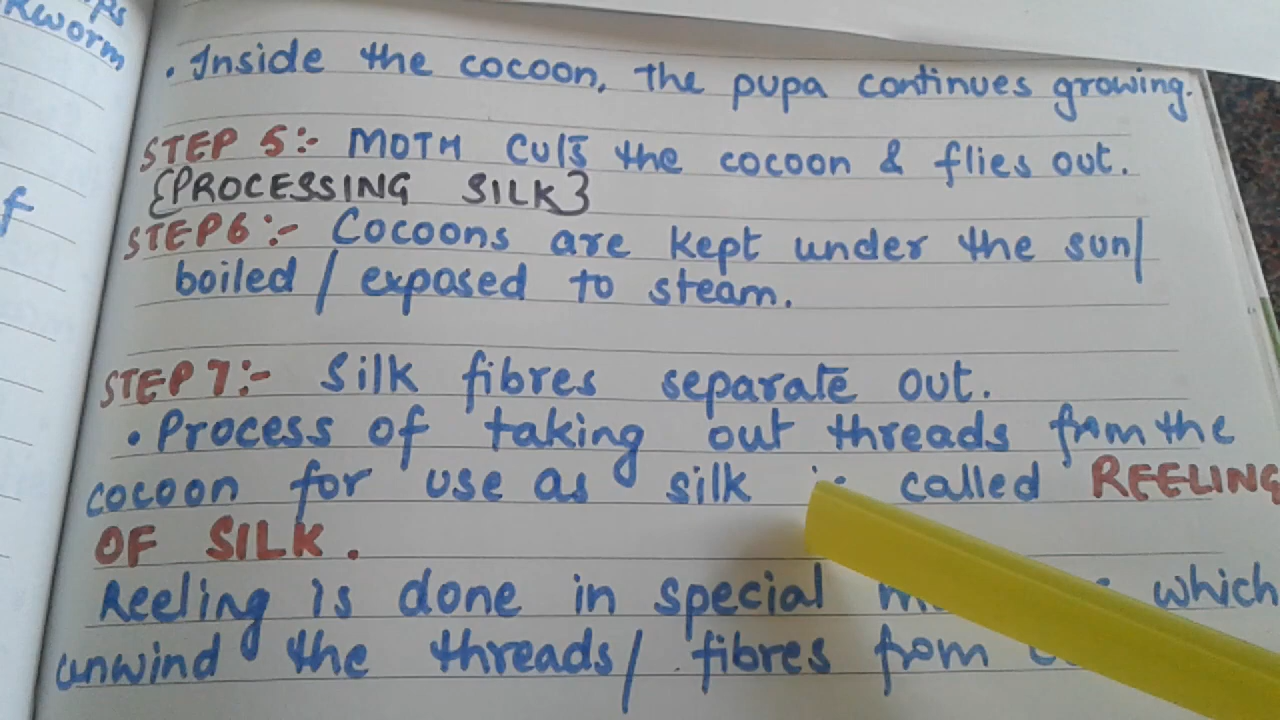 ps
kworm
f
. Inside the cocoon, the pupa continues growing.
STEP 5:- MOTH cuts the cocoon & flies out.
{PROCESSING SILK}
STEP 6:- Cocoons are kept under the sun/
boiled / exposed to steam.
STEP 7:- Silk fibres separate out.
. Process of taking out threads from the
cocoon for use as silk called REELING
OF SILK.
Reeling is done in special which
unwind the threads/ fibres from